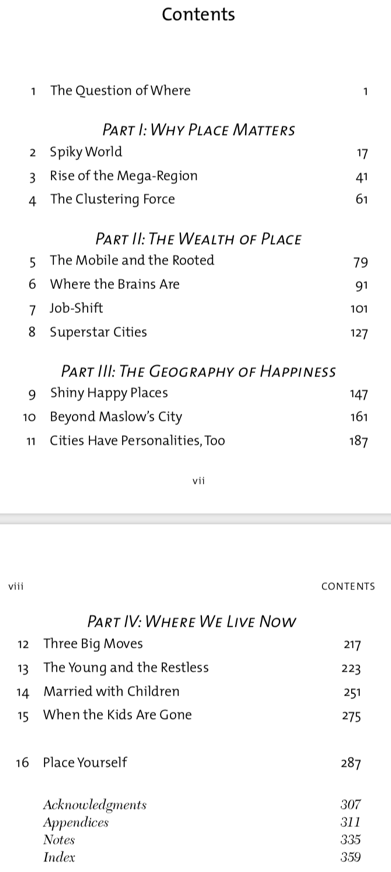 Contents
1 The Question of Where 1
PART I: WHY PLACE MATTERS
2 Spiky World 17
3 Rise of the Mega-Region 41
4 The Clustering Force 61
PART II: THE WEALTH OF PLACE
5 The Mobile and the Rooted 79
6 Where the Brains Are 91
7 Job-Shift 101
8 Superstar Cities 127
PART III: THE GEOGRAPHY OF HAPPINESS
9 Shiny Happy Places 147
10 Beyond Maslow's City 161
11 Cities Have Personalities, Too 187
vii
viii CONTENTS
PART IV: WHERE WE LIVE NOW
12 Three Big Moves 217
13 The Young and the Restless 223
14 Married with Children 251
15 When the Kids Are Gone 275
16 Place Yourself 287
Acknowledgments 307
Appendices 311
Notes 335
Index 359